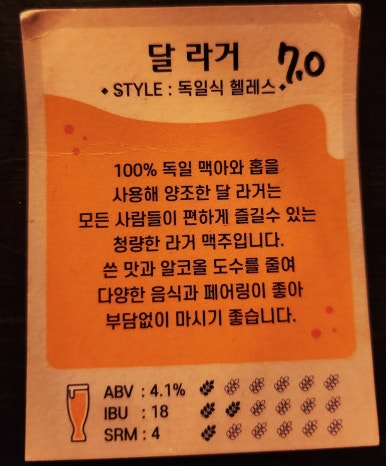 달 라거 7.0
STYLE : 독일식 헬레스
100% 독일 맥아와 홉을
사용해 양조한 달 라거는
모든 사람들이 편하게 즐길수 있는
청량한 라거 맥주입니다.
쓴 맛과 알코올 도수를 줄여
다양한 음식과 페어링이 좋아
부담없이 마시기 좋습니다.
ABV : 4.1%
IBU : 18
SRM : 4